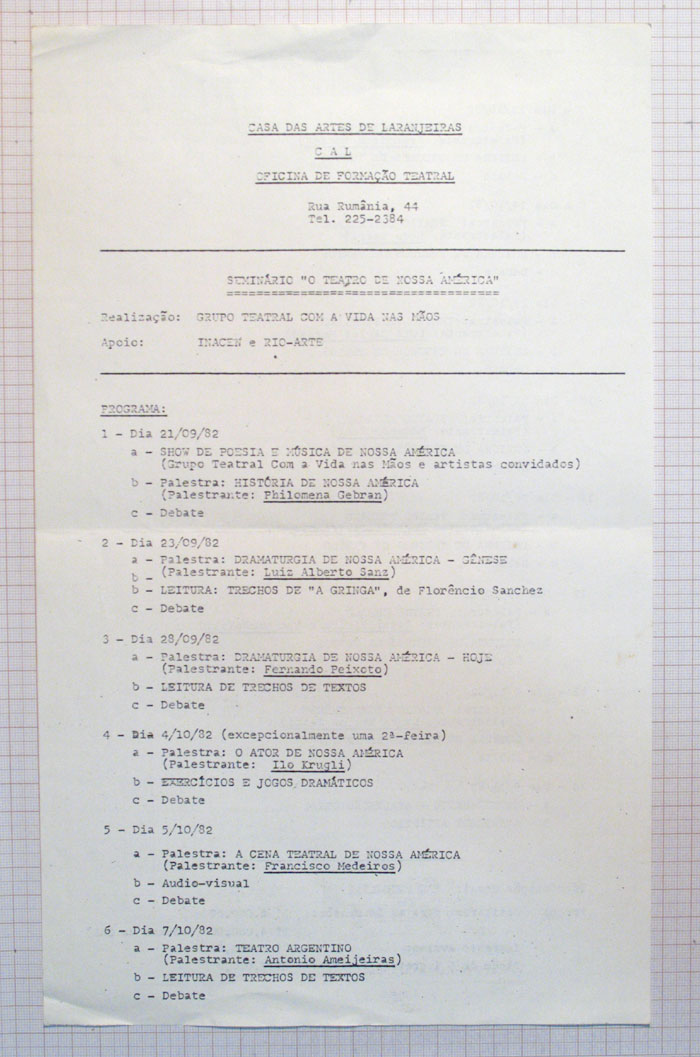 CASA DAS ARTES DE LARANJEIRAS
C A L
OFICINA DE FORMAÇÃO TEATRAL
Rua Rumânia, 44
Tel. 225-2384
SEMINÁRIO "O TEATRO DE NOSSA AMÉRICA"
Realização: GRUPO TEATRAL COM A VIDA NAS MÃOS
Apoio: INACEN e RIO-ARTE
PROGRAMA:
1 - Dia 21/09/82
a - SHOW DE POESIA E MÚSICA DE NOSSA AMÉRICA
(Grupo Teatral Com a Vida nas Mãos e artistas convidados)
b - Palestra: HISTÓRIA DE NOSSA AMÉRICA
(Palestrante: Philomena Gebran)
c - Debate
2 - Dia 23/09/82
a - Palestra: DRAMATURGIA DE NOSSA AMÉRICA - GÊNESE
b - (Palestrante: Luiz Alberto Sanz)
b - LEITURA: TRECHOS DE "A GRINGA", de Florêncio Sanchez
c - Debate
3 - Dia 28/09/82
a - Palestra: DRAMATURGIA DE NOSSA AMÉRICA - HOJE
(Palestrante: Fernando Peixoto)
b - LEITURA DE TRECHOS DE TEXTOS
c - Debate
4 - Dia 4/10/82 (excepcionalmente uma 2ª-feira)
a - Palestra: O ATOR DE NOSSA AMÉRICA
(Palestrante: Ilo Krugli)
b - EXERCÍCIOS E JOGOS DRAMÁTICOS
c - Debate
5 - Dia 5/10/82
a - Palestra: A CENA TEATRAL DE NOSSA AMÉRICA
(Palestrante: Francisco Medeiros)
b - Audio-visual
c - Debate
6 - Dia 7/10/82
a - Palestra: TEATRO ARGENTINO
(Palestrante: Antonio Ameijeiras)
b - LEITURA DE TRECHOS DE TEXTOS
c - Debate